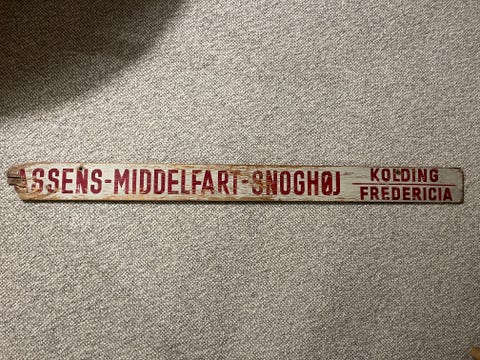 ASSENS-MIDDELFART-SNOGHØJ
KOLDING
FREDERICIA